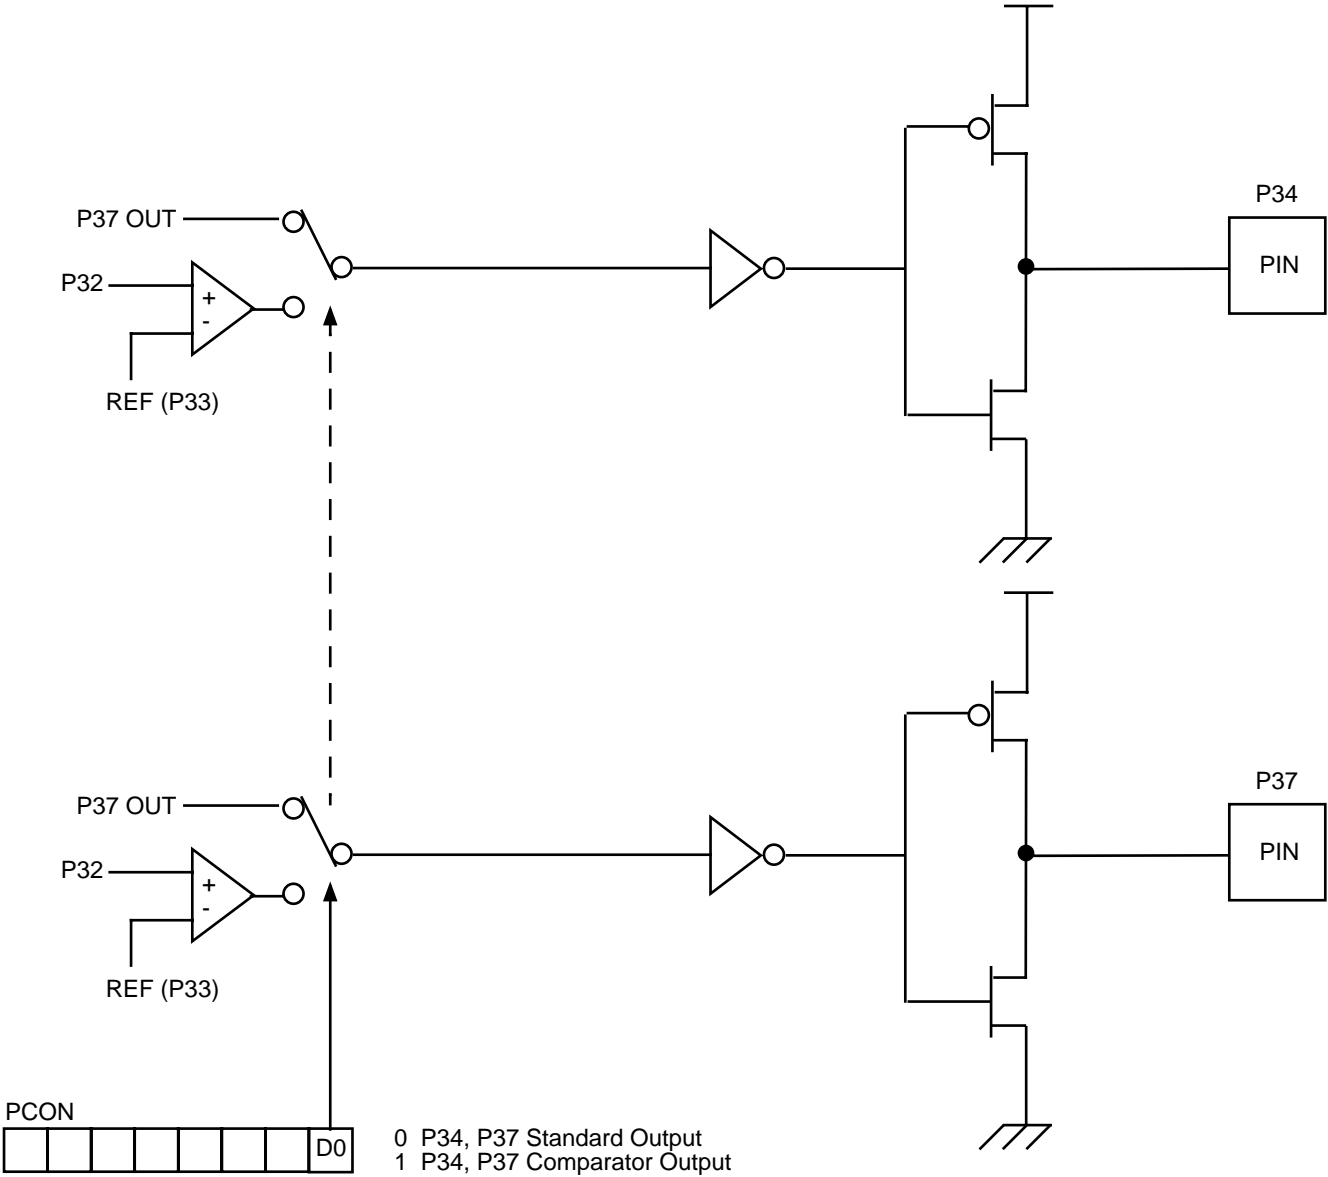 P34
P37 OUT
PIN
P32
+
-
REF (P33)
P37
P37 OUT
PIN
P32
+
-
REF (P33)
PCON
D0
0 P34, P37 Standard Output
1 P34, P37 Comparator Output